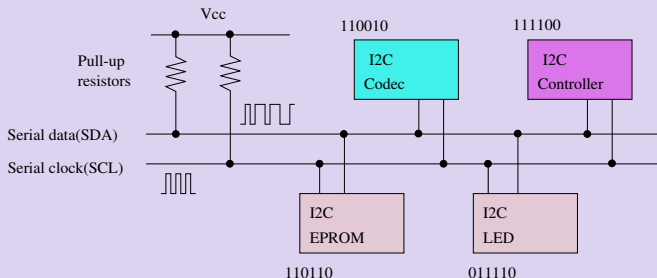 Vcc
110010
111100
Pull-up
resistors
I2C
Codec
I2C
Controller
Serial data(SDA)
Serial clock(SCL)
I2C
EPROM
I2C
LED
110110
011110